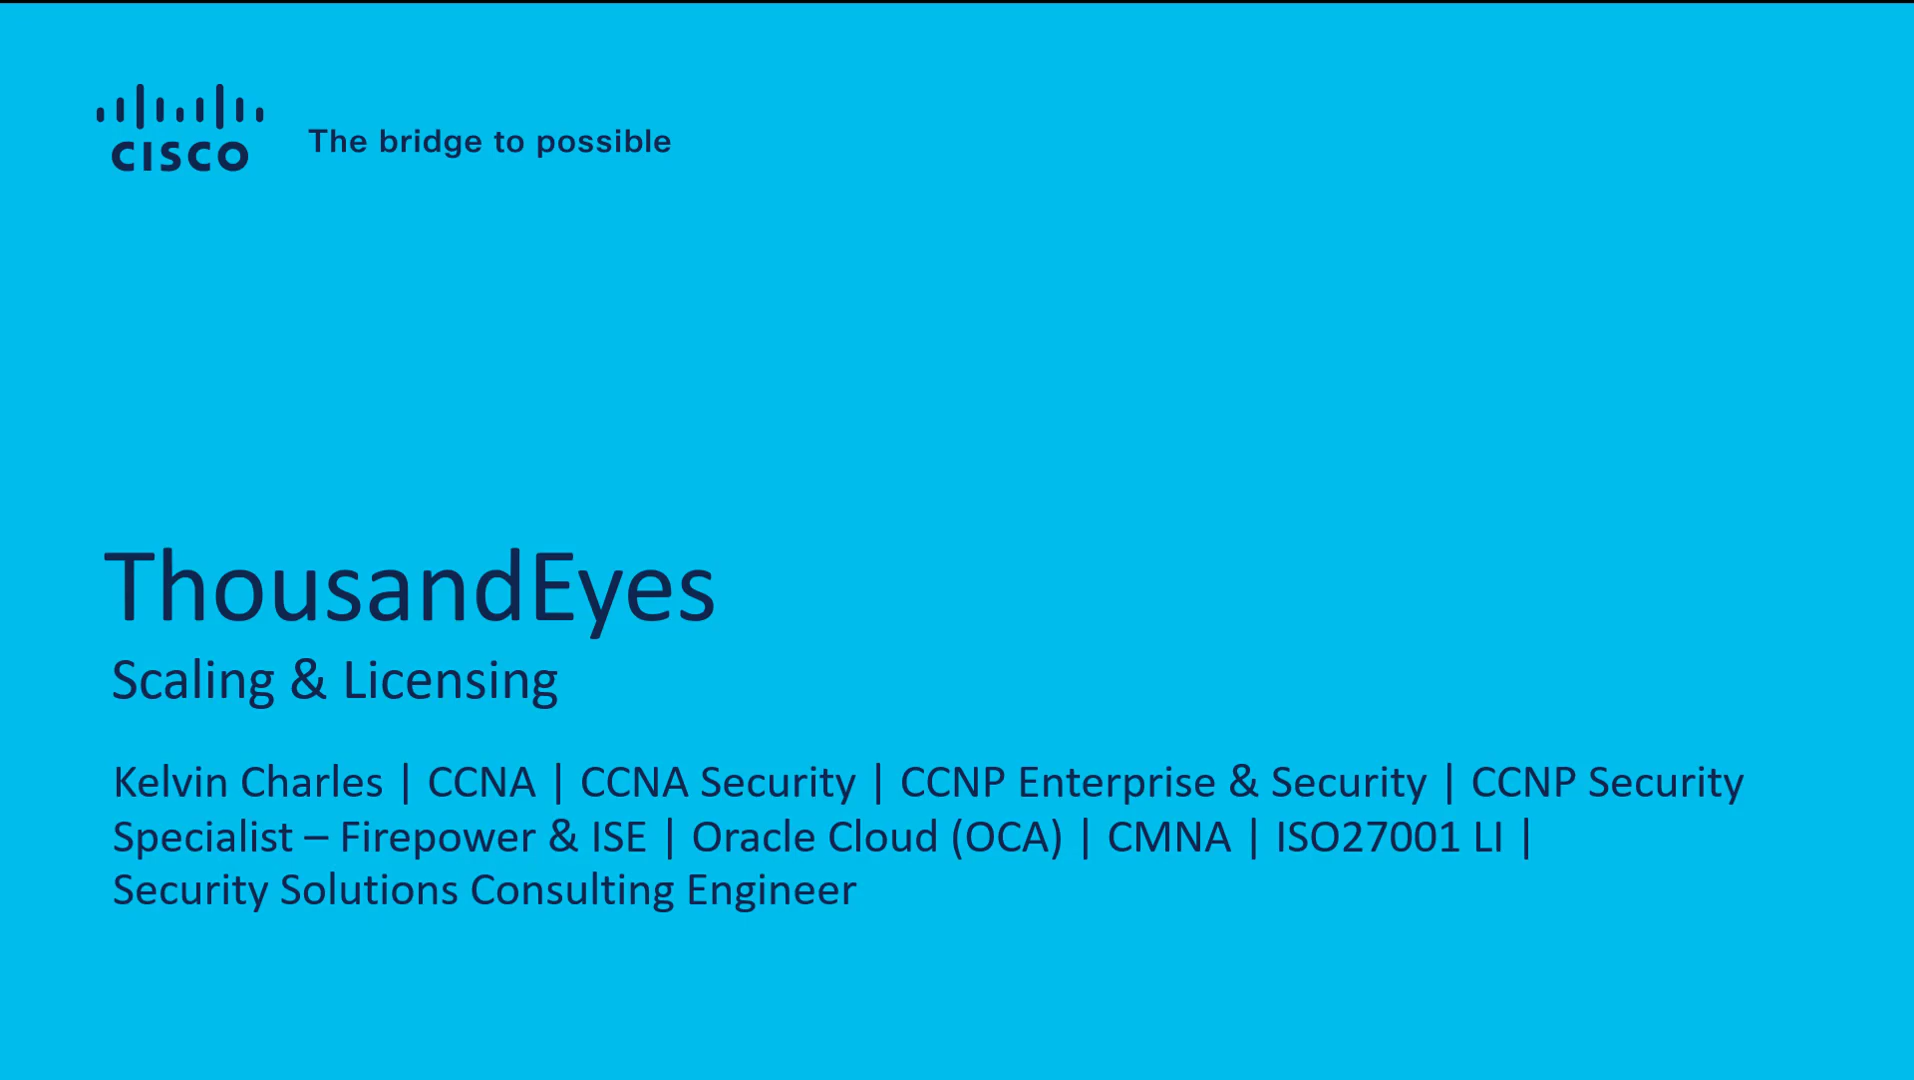 CISCO
The bridge to possible
ThousandEyes
Scaling & Licensing
Kelvin Charles | CCNA | CCNA Security | CCNP Enterprise & Security | CCNP Security
Specialist – Firepower & ISE | Oracle Cloud (OCA) | CMNA | ISO27001 LI |
Security Solutions Consulting Engineer